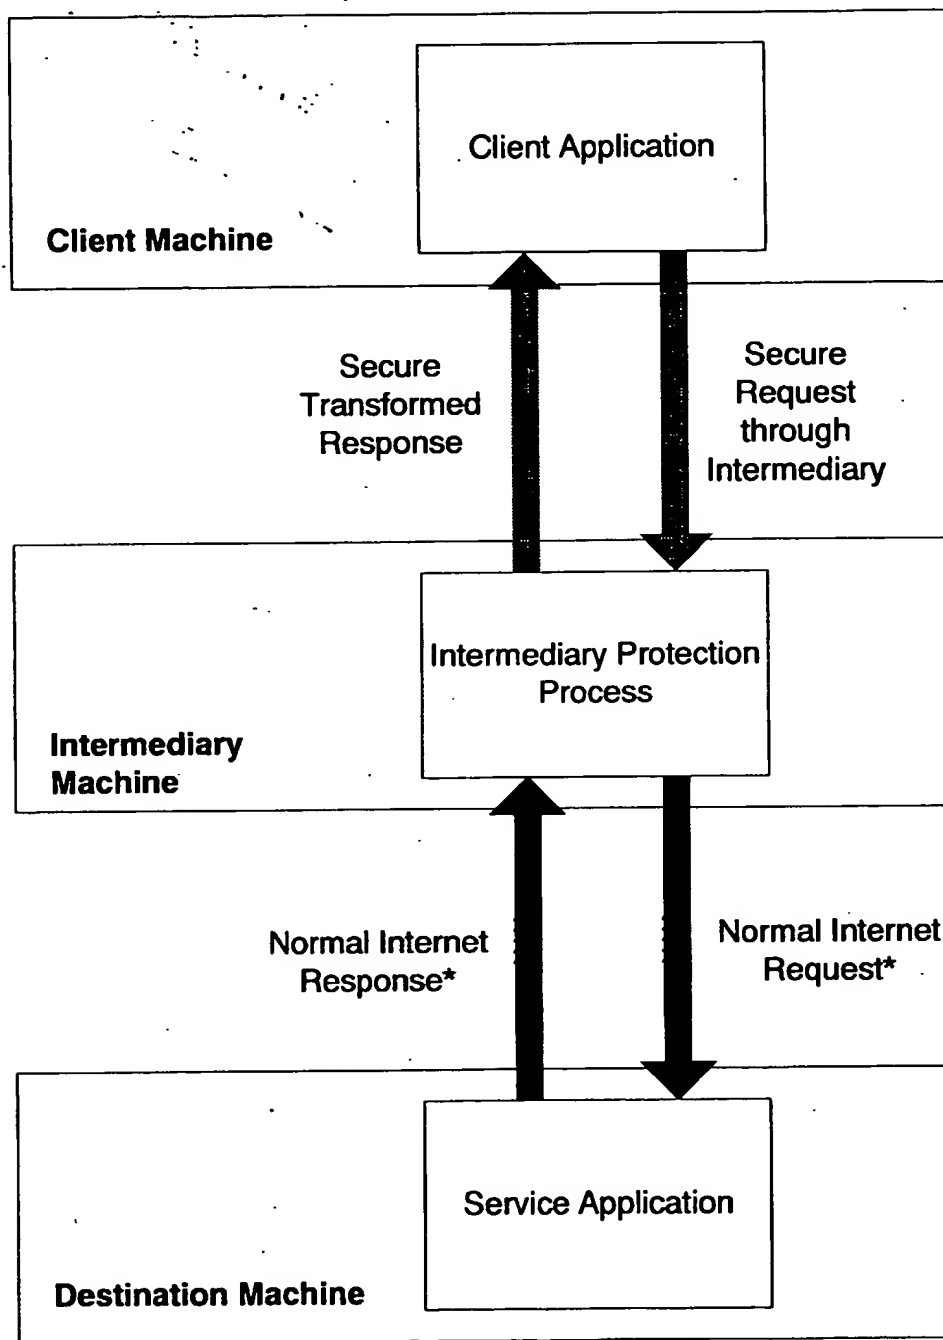 Client Application
Client Machine
Secure
Transformed
Response
Secure
Request
through
Intermediary
Intermediary Protection
Process
Intermediary
Machine
Normal Internet
Response*
Normal Internet
Request*
Service Application
Destination Machine